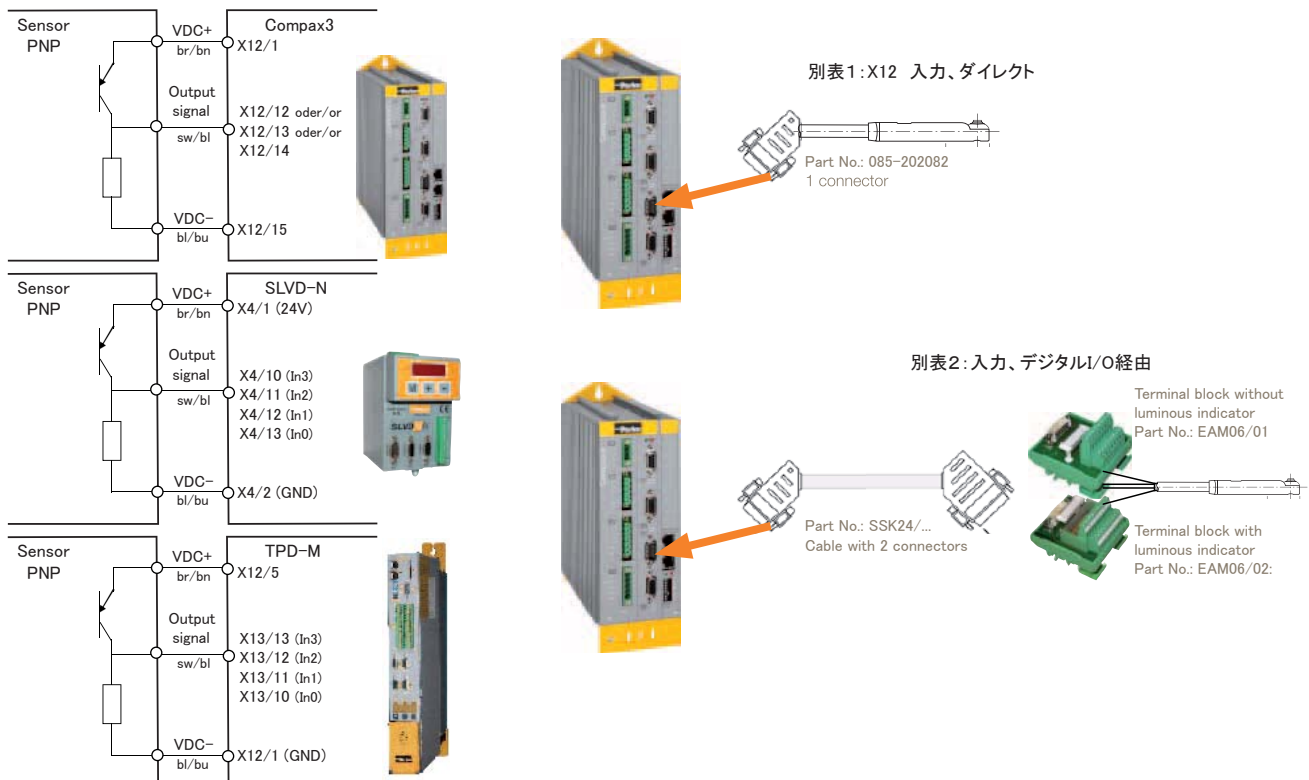 Sensor
PNP
VDC+
br/bn
Compax3
X12/1
Output
signal
sw/bl
X12/12 oder/or
X12/13 oder/or
X12/14
VDC-
bl/bu
X12/15
Sensor
PNP
VDC+
br/bn
SLVD-N
X4/1 (24V)
Output
signal
sw/bl
X4/10 (In3)
X4/11 (In2)
X4/12 (In1)
X4/13 (In0)
VDC-
bl/bu
X4/2 (GND)
Sensor
PNP
VDC+
br/bn
TPD-M
X12/5
Output
signal
sw/bl
X13/13 (In3)
X13/12 (In2)
X13/11 (In1)
X13/10 (In0)
VDC-
bl/bu
X12/1 (GND)
別表1:X12 入力、ダイレクト
Parker
Part No.: 085-202082
1 connector
別表2:入力、デジタルI/O経由
Parker
Part No.: SSK24/...
Cable with 2 connectors
Terminal block without
luminous indicator
Part No.: EAM06/01
Terminal block with
luminous indicator
Part No.: EAM06/02: